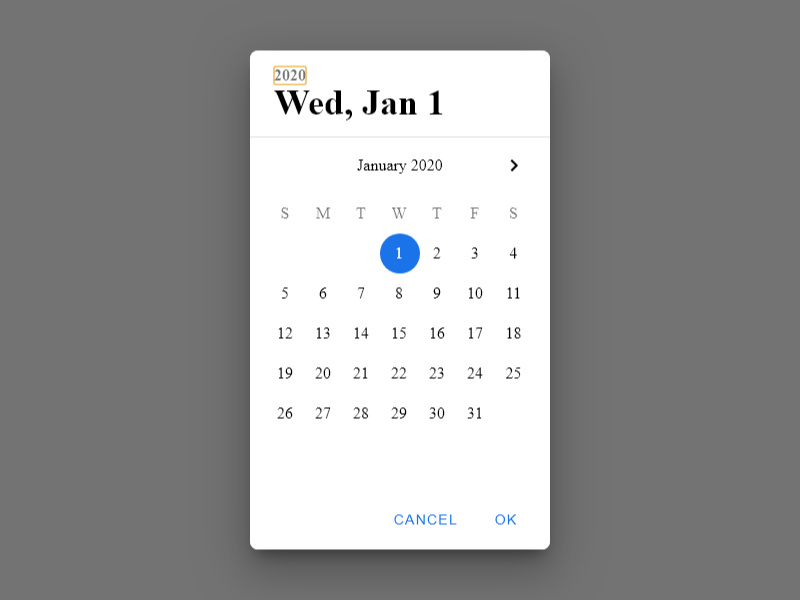 2020
Wed, Jan 1
January 2020
S M T W T F S
1 2 3 4
5 6 7 8 9 10 11
12 13 14 15 16 17 18
19 20 21 22 23 24 25
26 27 28 29 30 31
CANCEL OK